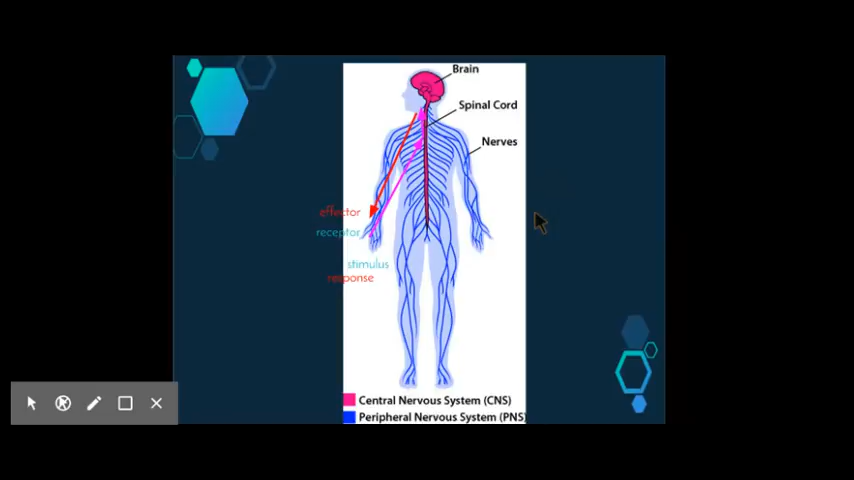 Brain
Spinal Cord
Nerves
effector
receptor
stimulus
response
Central Nervous System (CNS)
Peripheral Nervous System (PNS)